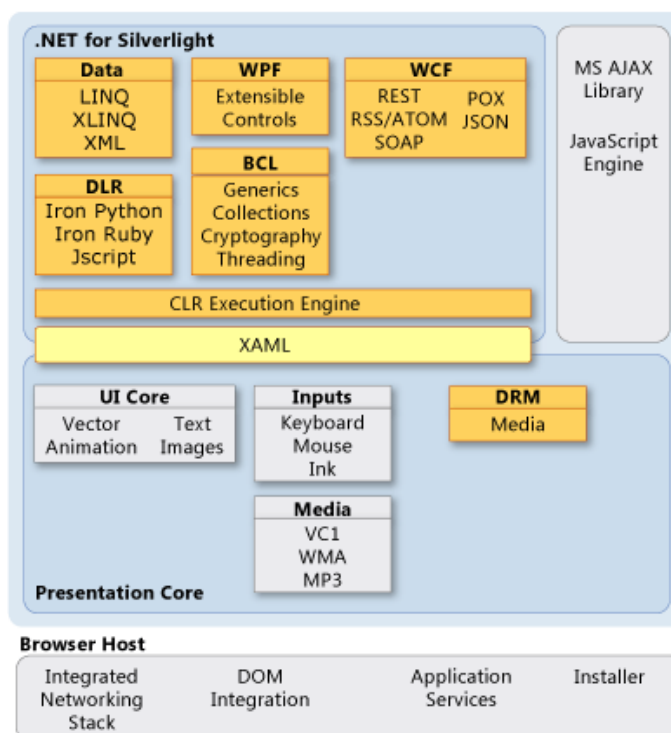 .NET for Silverlight
Data
LINQ
XLINQ
XML
WPF
Extensible
Controls
WCF
REST
RSS/ATOM
SOAP
POX
JSON
MS AJAX
Library
JavaScript
Engine
DLR
Iron Python
Iron Ruby
Jscript
BCL
Generics
Collections
Cryptography
Threading
CLR Execution Engine
XAML
UI Core
Vector
Animation
Text
Images
Inputs
Keyboard
Mouse
Ink
DRM
Media
Media
VC1
WMA
MP3
Presentation Core
Browser Host
Integrated
Networking
Stack
DOM
Integration
Application
Services
Installer